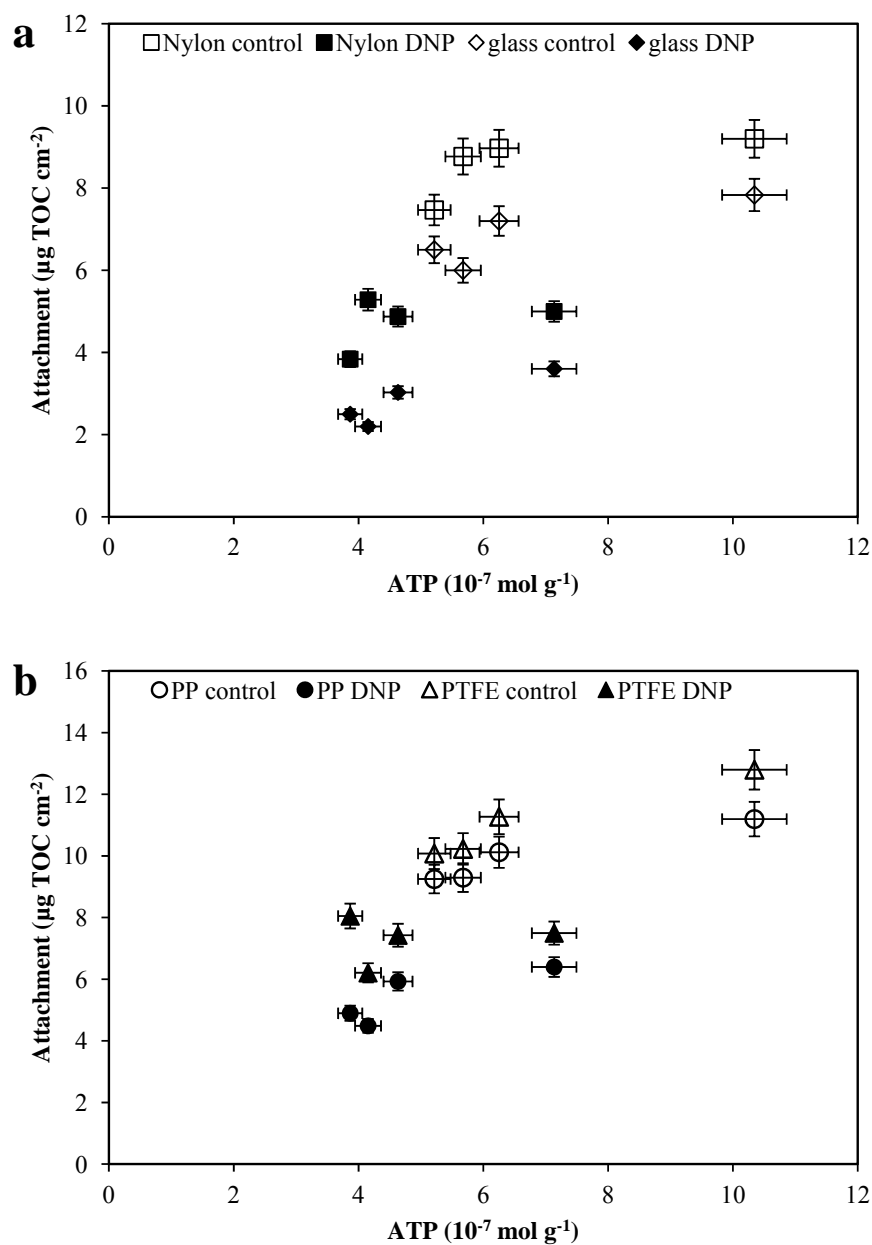 a
Nylon control Nylon DNP glass control glass DNP
12
10
8
6
4
2
0
Attachment (µg TOC cm⁻²)
0 2 4 6 8 10 12
ATP (10⁻⁷ mol g⁻¹)
b
PP control PP DNP PTFE control PTFE DNP
16
14
12
10
8
6
4
2
0
Attachment (µg TOC cm⁻²)
0 2 4 6 8 10 12
ATP (10⁻⁷ mol g⁻¹)